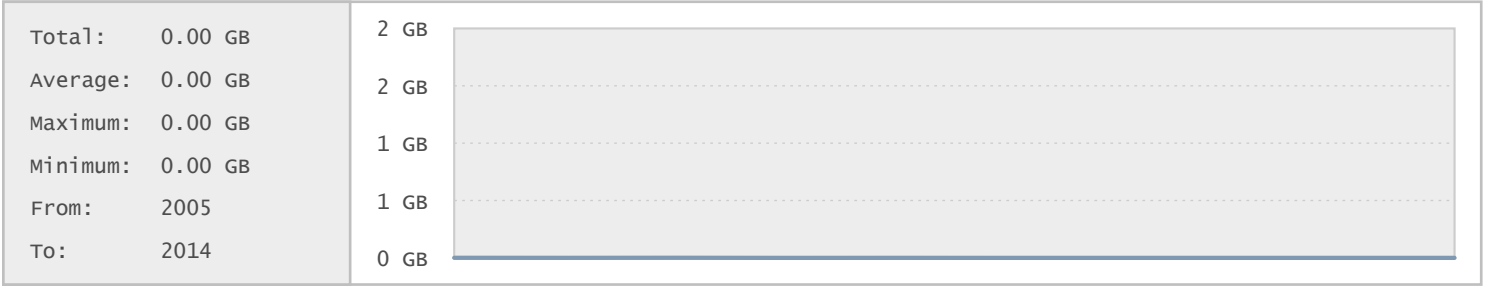 Total: 0.00 GB
Average: 0.00 GB
Maximum: 0.00 GB
Minimum: 0.00 GB
From: 2005
To: 2014
2 GB
2 GB
1 GB
1 GB
0 GB